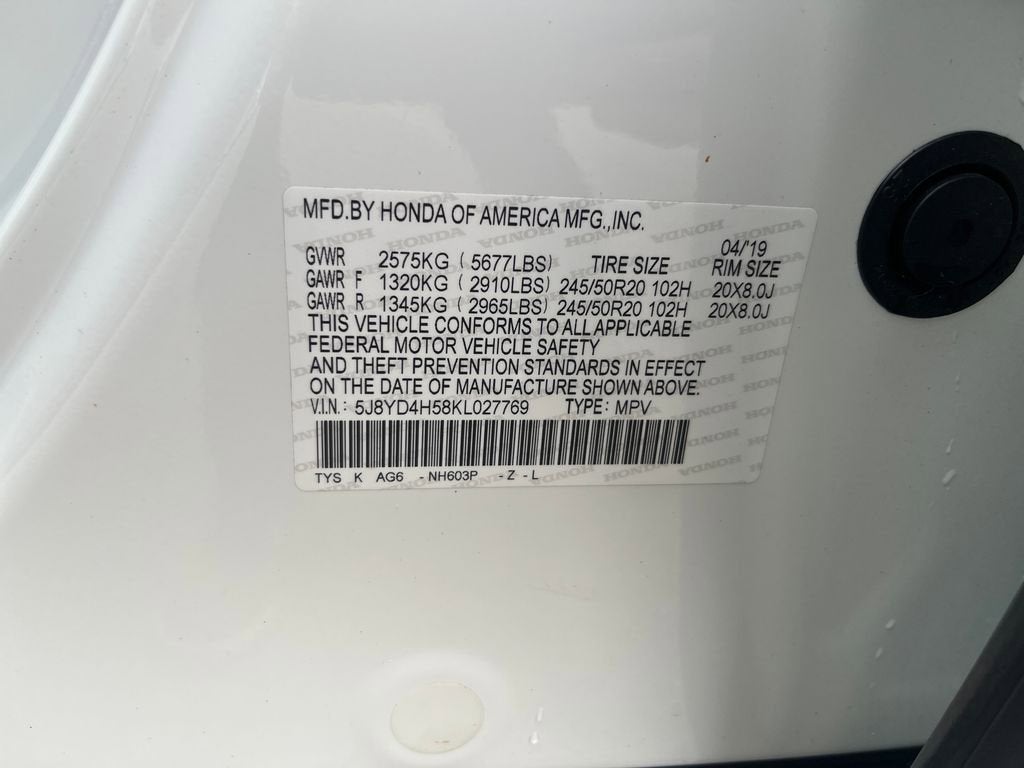 MFD.BY HONDA OF AMERICA MFG.,INC.
04/'19
GVWR 2575KG ( 5677LBS) TIRE SIZE RIM SIZE
GAWR F 1320KG ( 2910LBS) 245/50R20 102H 20X8.0J
GAWR R 1345KG ( 2965LBS) 245/50R20 102H 20X8.0J
THIS VEHICLE CONFORMS TO ALL APPLICABLE
FEDERAL MOTOR VEHICLE SAFETY
AND THEFT PREVENTION STANDARDS IN EFFECT
ON THE DATE OF MANUFACTURE SHOWN ABOVE.
V.I.N.: 5J8YD4H58KL027769 TYPE: MPV
TYS K AG6 -NH603P -Z -L